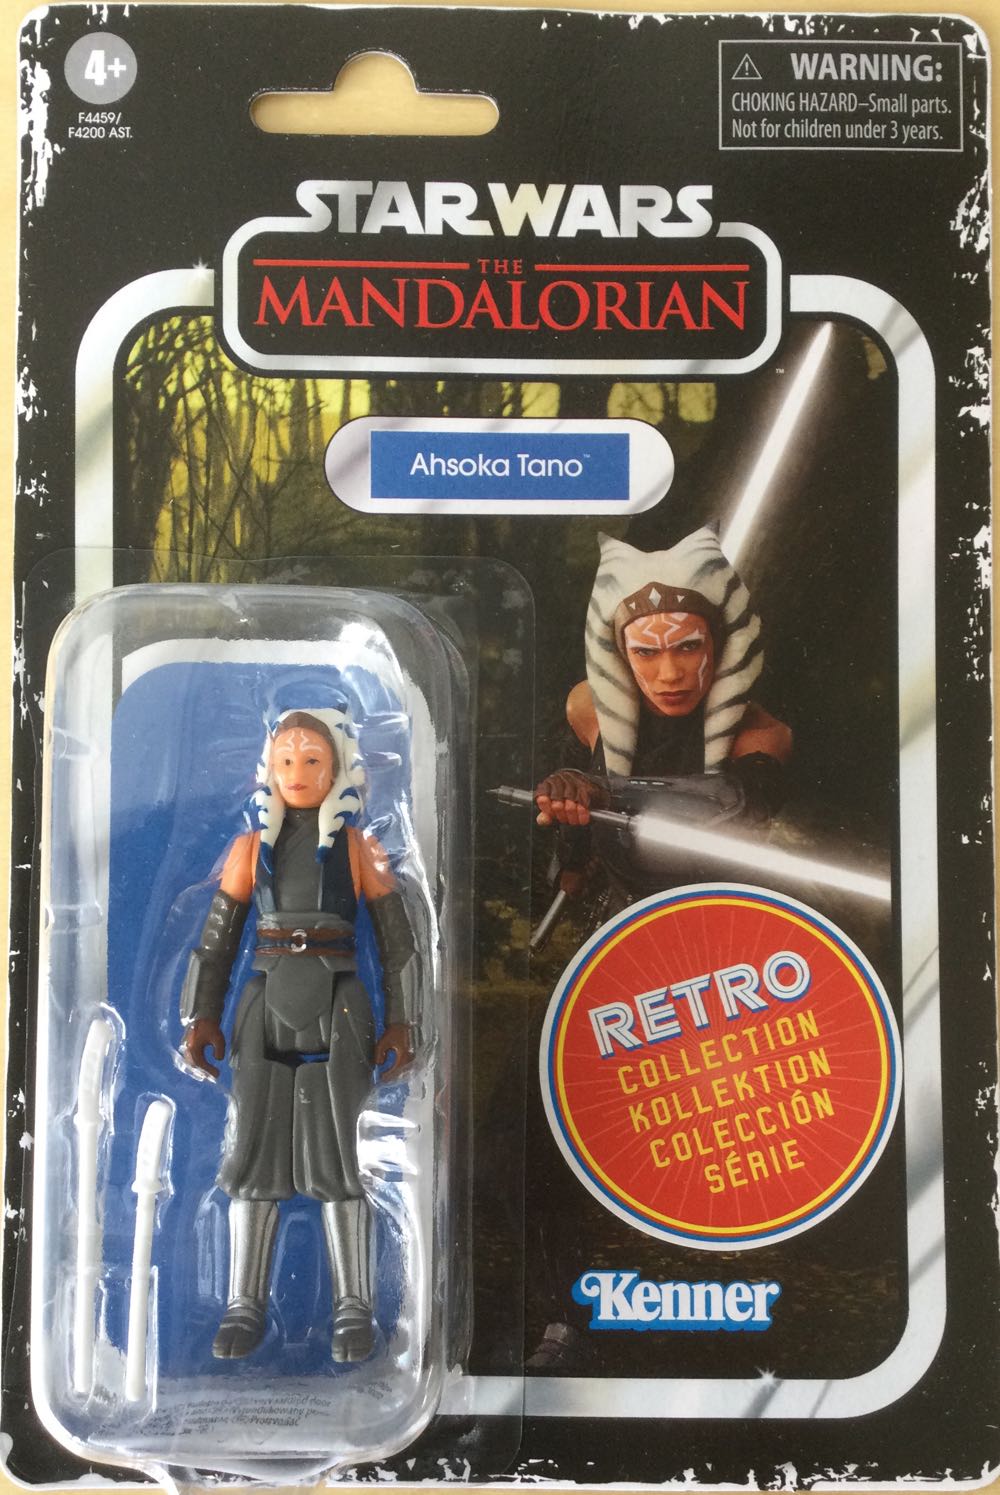 4+
F4459/
F4200 AST.
WARNING:
CHOKING HAZARD–Small parts.
Not for children under 3 years.
STAR WARS
THE
MANDALORIAN
™
Ahsoka Tano™
RETRO
COLLECTION
KOLLEKTION
COLECCIÓN
SÉRIE
Kenner